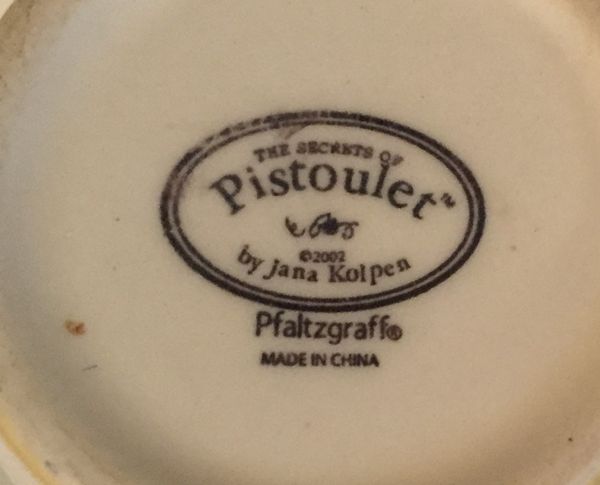 THE SECRETS OF
Pistoulet™
©2002
by Jana Kolpen
Pfaltzgraff®
MADE IN CHINA